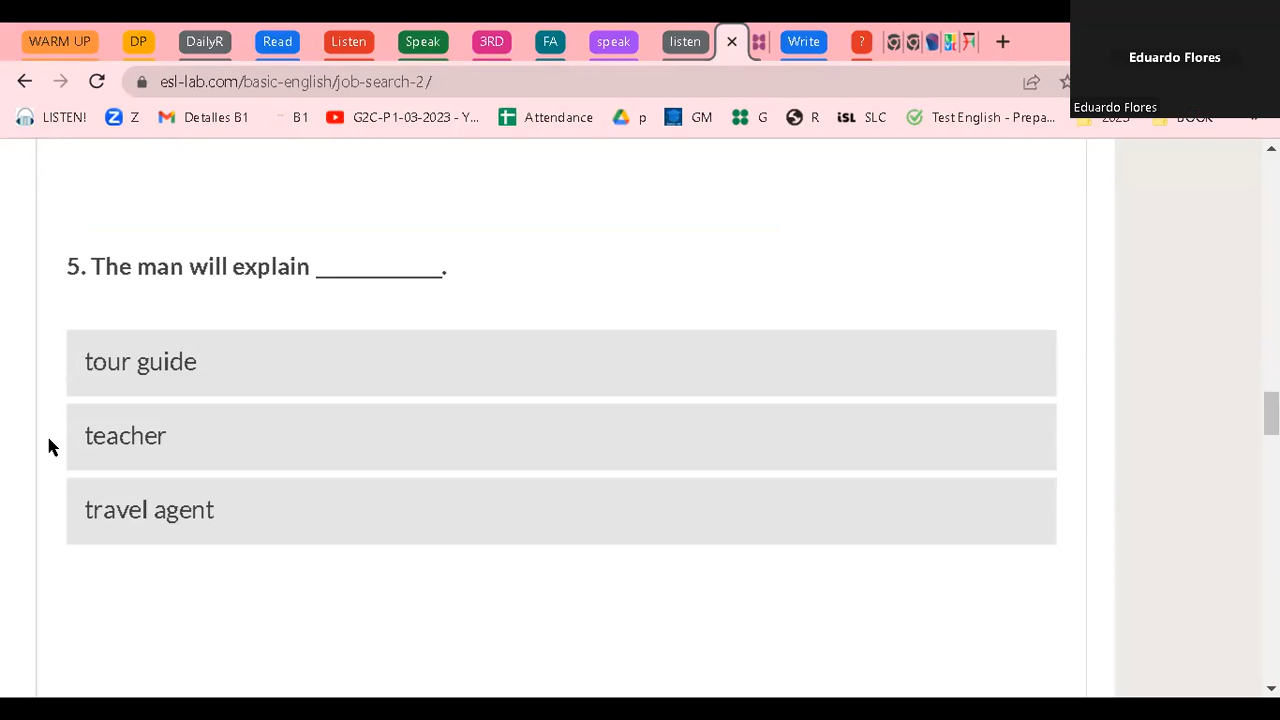 WARM UP DP DailyR Read Listen Speak 3RD FA speak listen Write ?
esl-lab.com/basic-english/job-search-2/
LISTEN! Z Detalles B1 B1 G2C-P1-03-2023 - Y... Attendance p GM G R SLC Test English - Prepa... 2023 BOOK
Eduardo Flores
Eduardo Flores
5. The man will explain __________.
tour guide
teacher
travel agent